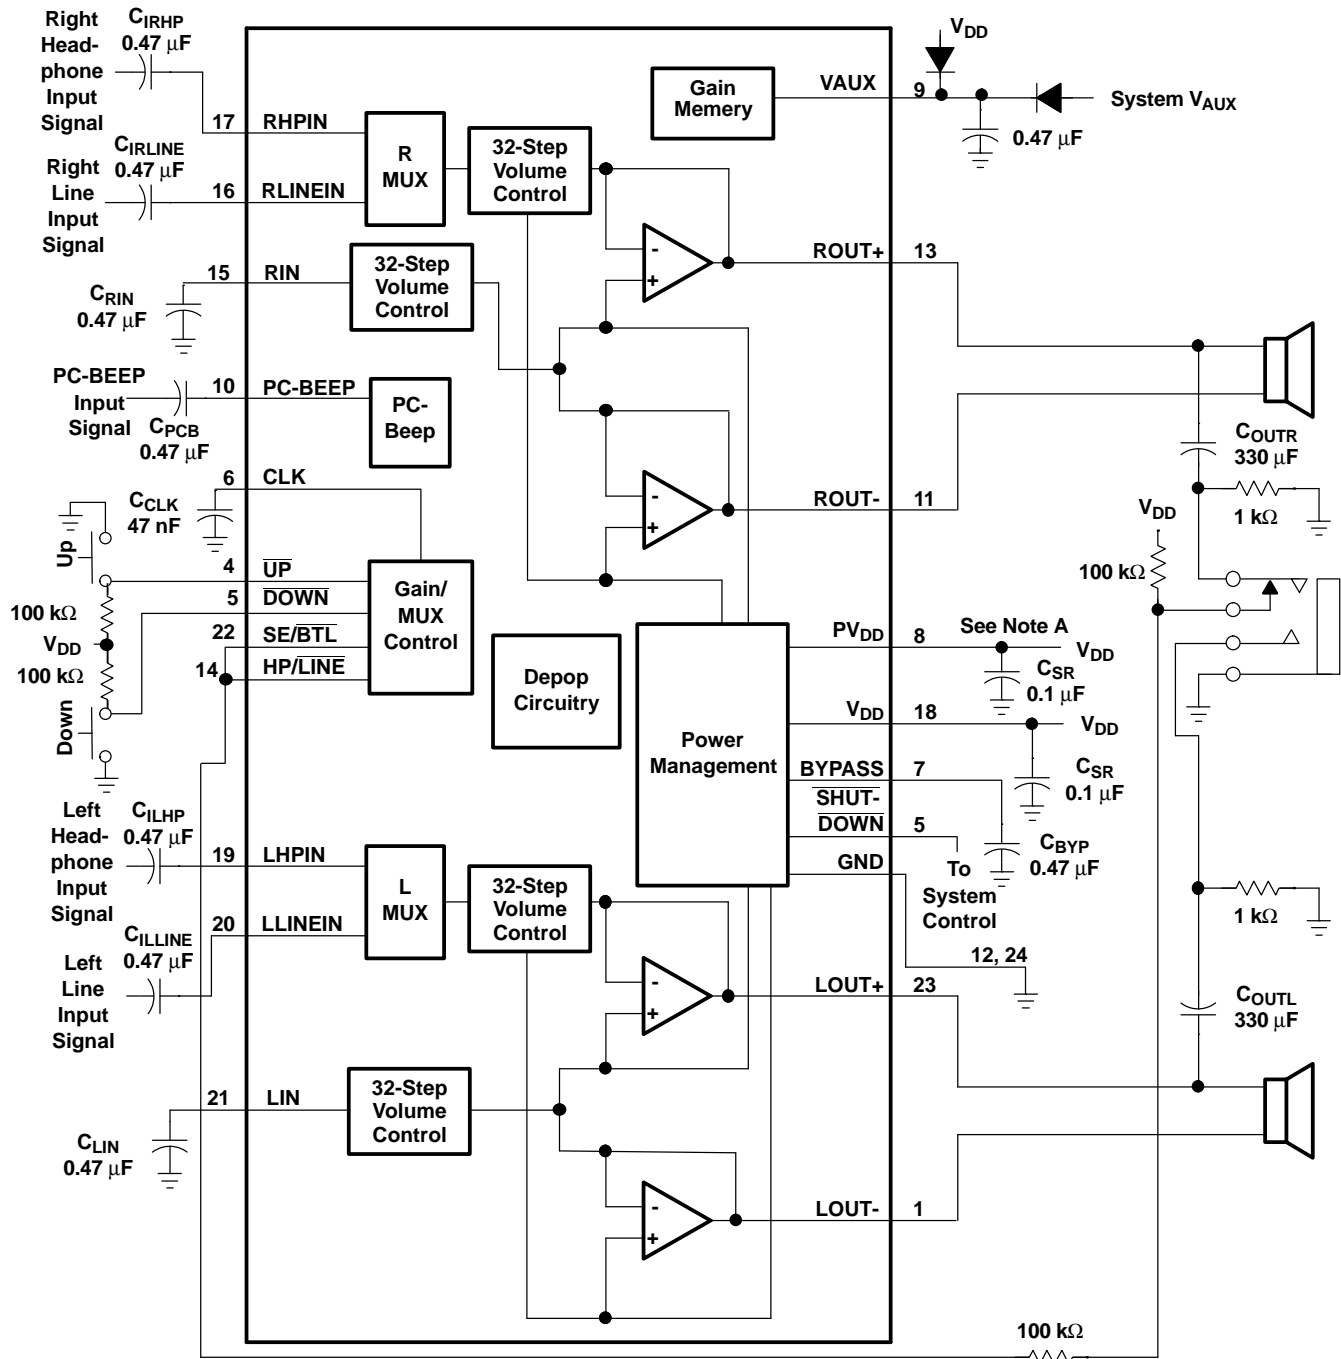 Right
Head-
phone
Input
Signal
CIRHP
0.47 μF
17
RHPIN
Right
Line
Input
Signal
CIRLINE
0.47 μF
16
RLINEIN
R
MUX
32-Step
Volume
Control
Gain
Memery
VAUX
9
VDD
System VAUX
0.47 μF
15
RIN
CRIN
0.47 μF
32-Step
Volume
Control
-
+
ROUT+
13
PC-BEEP
Input
Signal
10
PC-BEEP
CPCB
0.47 μF
PC-
Beep
-
+
ROUT-
11
COUTR
330 μF
1 kΩ
VDD
100 kΩ
6
CLK
CCLK
47 nF
Up
4
UP
5
DOWN
100 kΩ
VDD
100 kΩ
22
SE/BTL
14
HP/LINE
Down
Gain/
MUX
Control
Depop
Circuitry
Power
Management
PVDD
8
See Note A
VDD
CSR
0.1 μF
VDD
18
VDD
CSR
0.1 μF
BYPASS
7
CBYP
0.47 μF
SHUT-
DOWN
5
To
System
Control
GND
12, 24
Left
Head-
phone
Input
Signal
CILHP
0.47 μF
19
LHPIN
Left
Line
Input
Signal
CILLINE
0.47 μF
20
LLINEIN
L
MUX
32-Step
Volume
Control
-
+
LOUT+
23
1 kΩ
COUTL
330 μF
21
LIN
CLIN
0.47 μF
32-Step
Volume
Control
-
+
LOUT-
1
100 kΩ